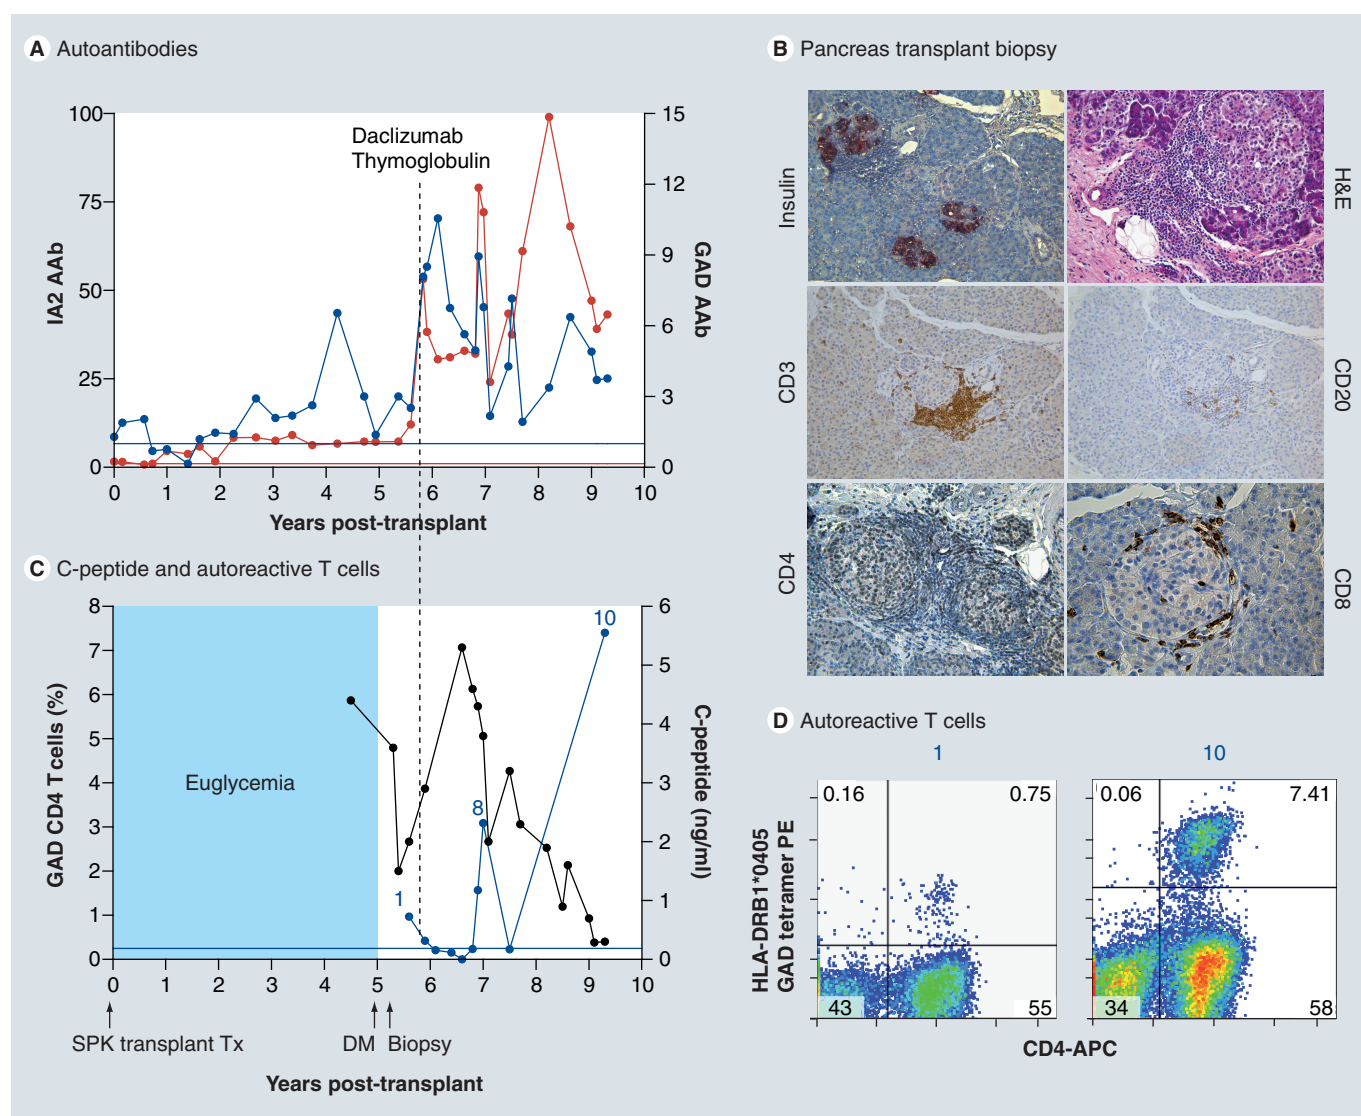 A Autoantibodies
Daclizumab
Thymoglobulin
IA2 AAb
100
75
50
25
0
GAD AAb
15
12
9
6
3
0
0 1 2 3 4 5 6 7 8 9 10
Years post-transplant
B Pancreas transplant biopsy
Insulin
H&E
CD3
CD20
CD4
CD8
C C-peptide and autoreactive T cells
GAD CD4 T cells (%)
8
7
6
5
4
3
2
1
0
Euglycemia
1
8
10
C-peptide (ng/ml)
6
5
4
3
2
1
0
0 1 2 3 4 5 6 7 8 9 10
SPK transplant Tx
DM
Biopsy
Years post-transplant
D Autoreactive T cells
1
10
HLA-DRB1*0405
GAD tetramer PE
0.16 0.75
43 55
0.06 7.41
34 58
CD4-APC